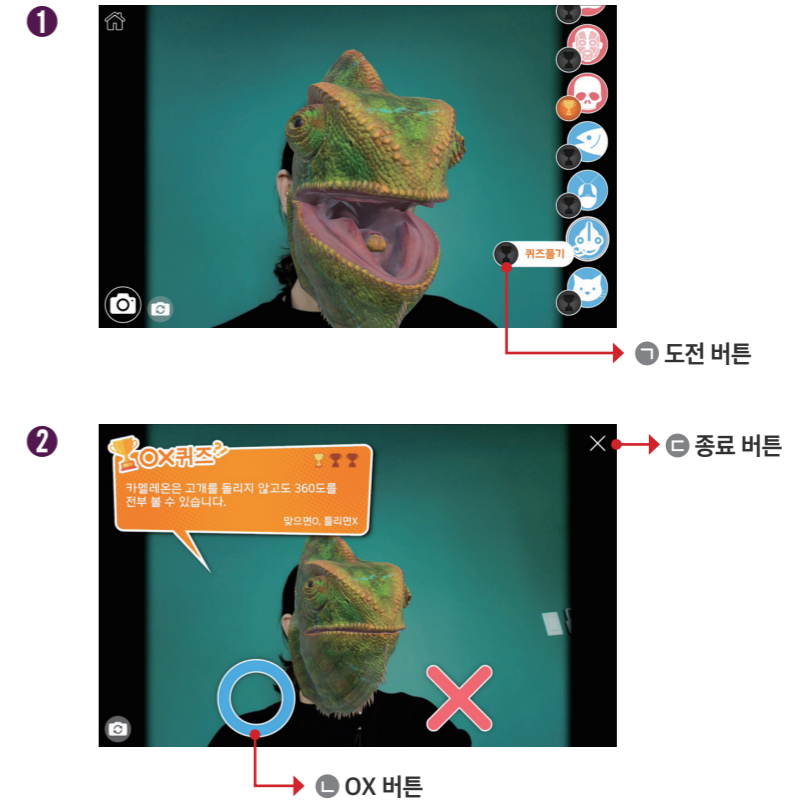 1
퀴즈풀기
㉠ 도전 버튼
2
OX퀴즈
카멜레온은 고개를 돌리지 않고도 360도를
전부 볼 수 있습니다.
맞으면O, 틀리면X
㉢ 종료 버튼
㉡ OX 버튼